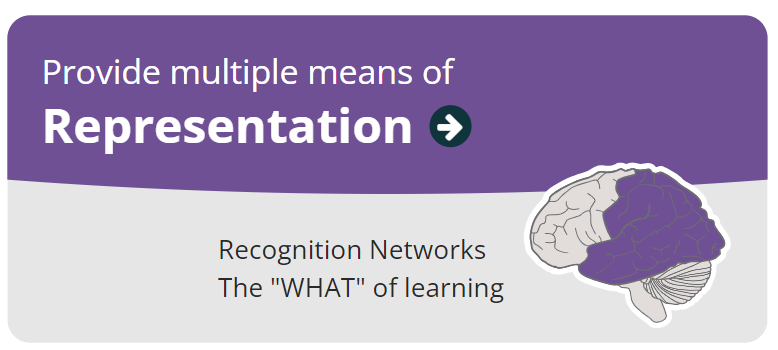 Provide multiple means of
Representation
Recognition Networks
The "WHAT" of learning